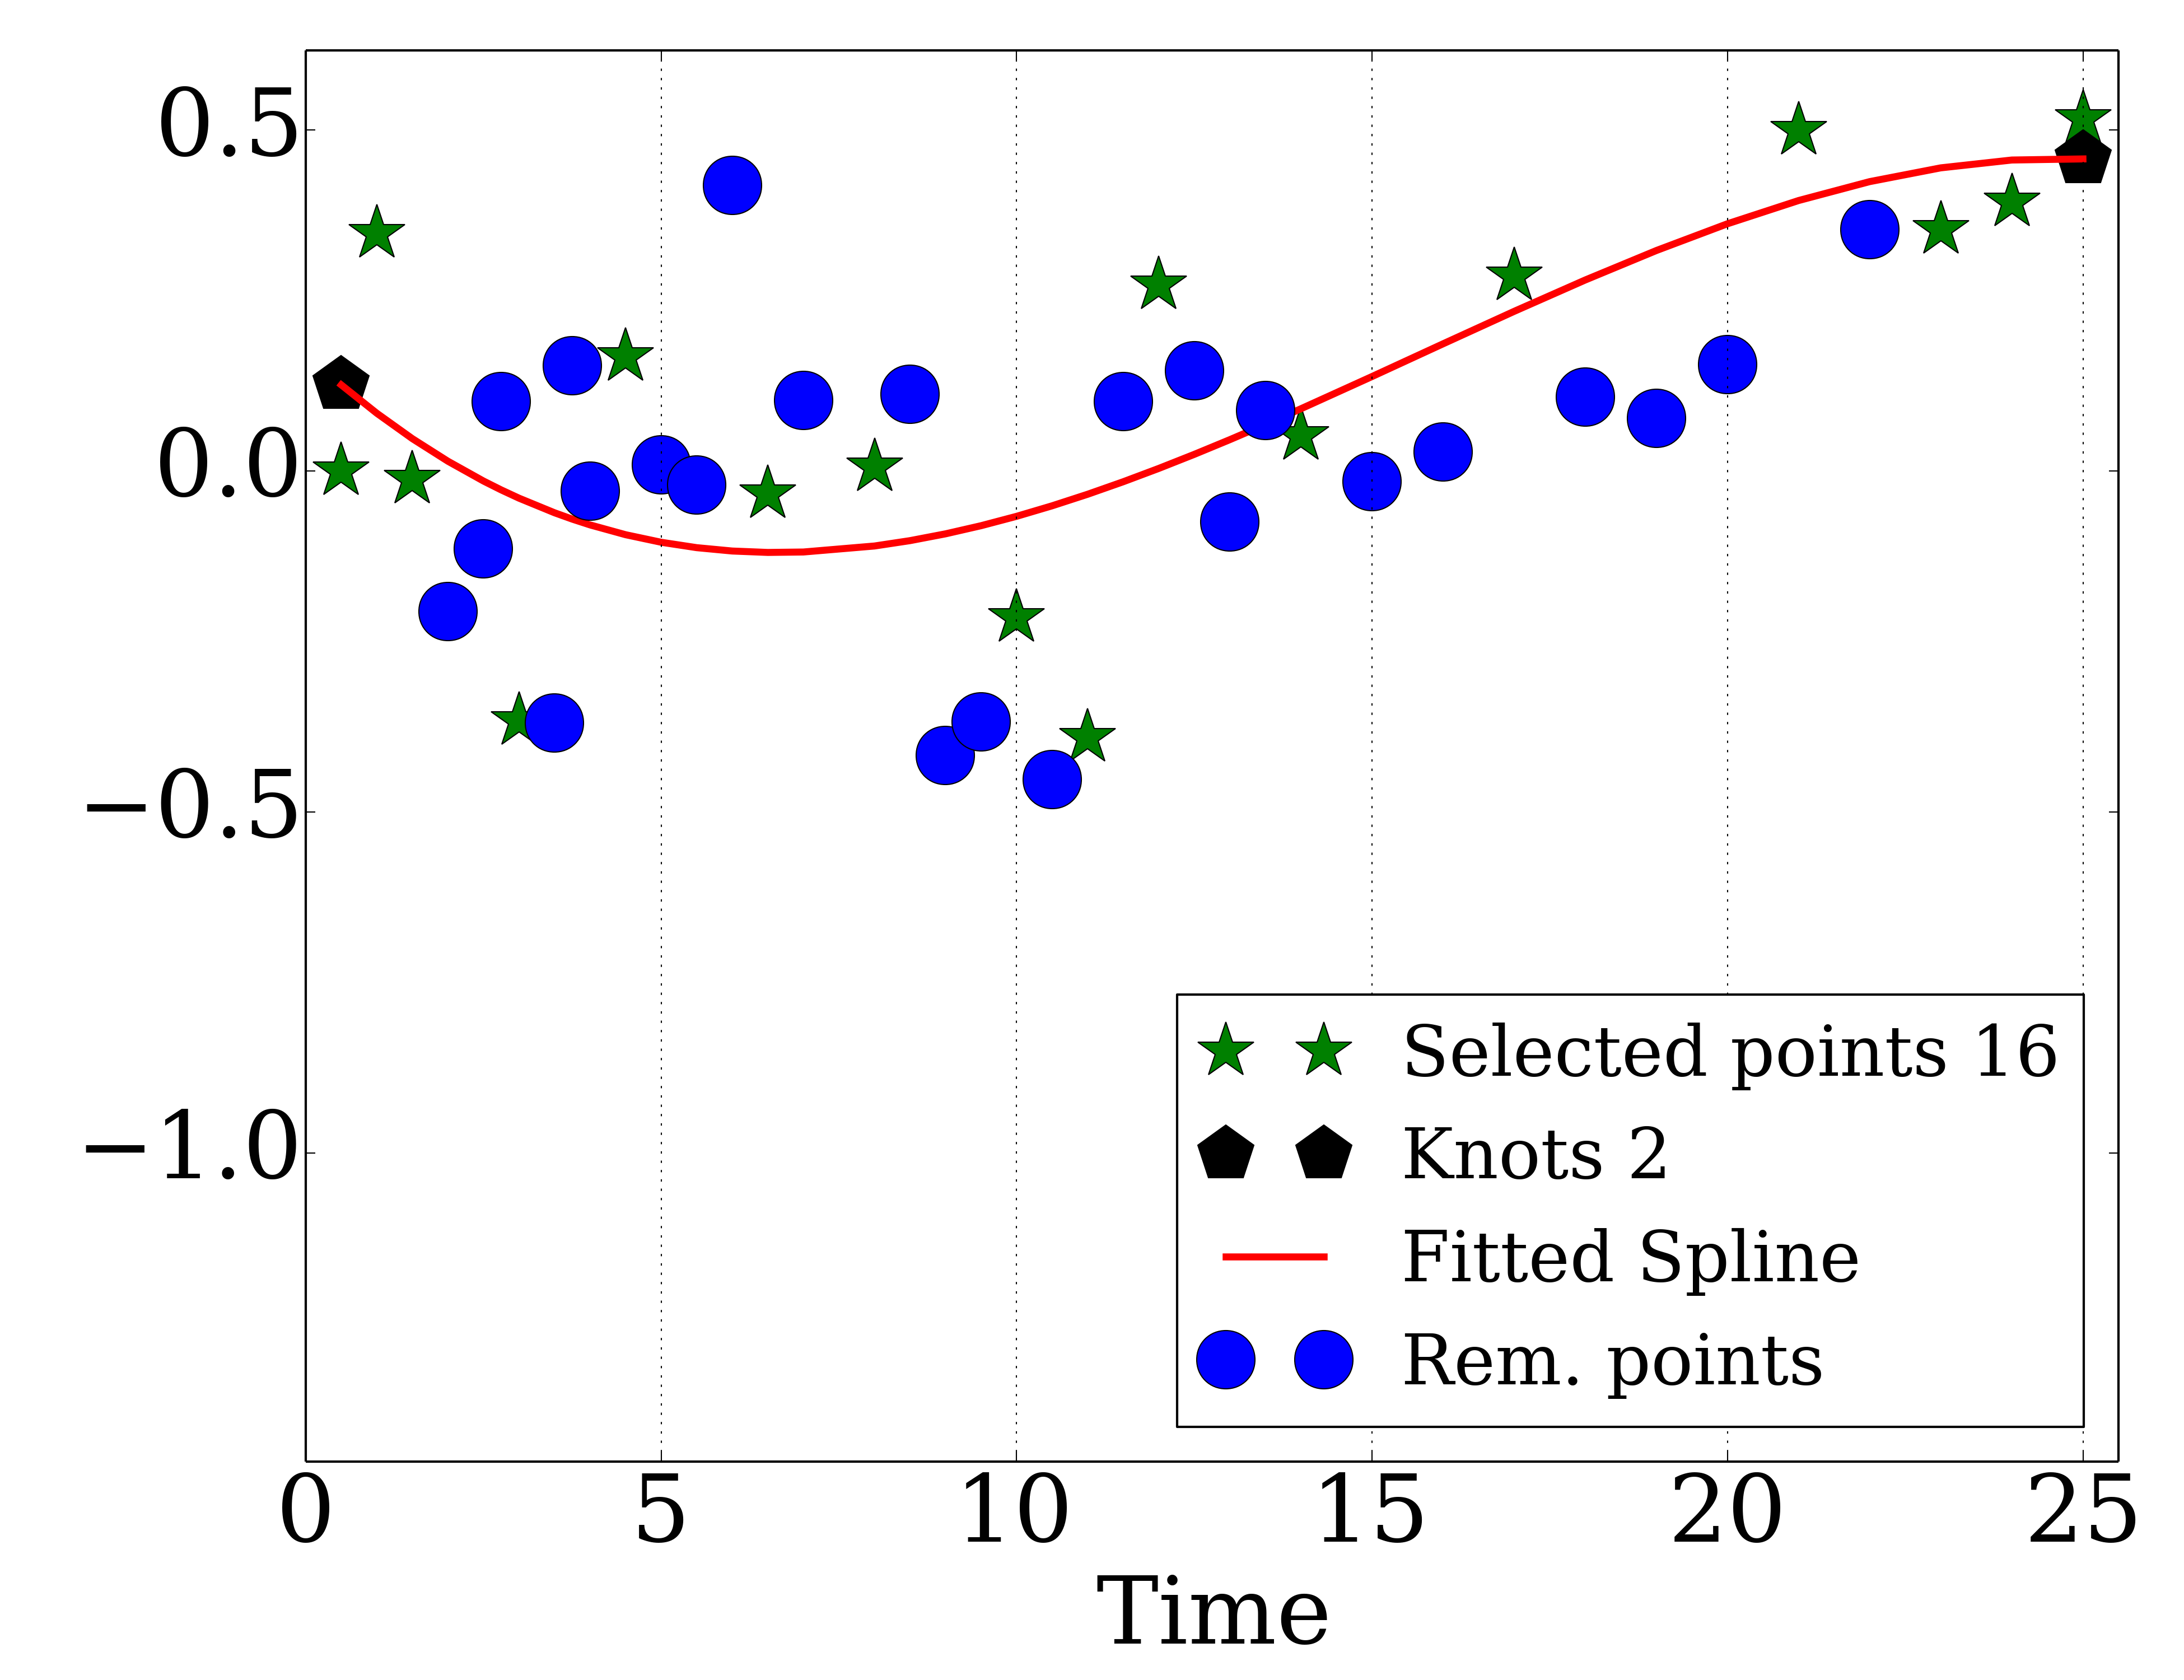 0.5
0.0
−0.5
−1.0
Selected points 16
Knots 2
Fitted Spline
Rem. points
0 5 10 15 20 25
Time